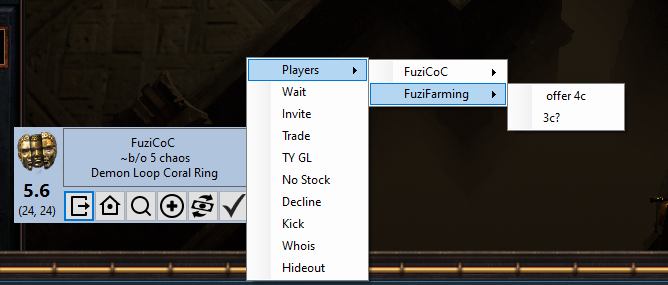 FuziCoC
~b/o 5 chaos
Demon Loop Coral Ring
5.6
(24, 24)
Players
Wait
Invite
Trade
TY GL
No Stock
Decline
Kick
Whois
Hideout
FuziCoC
FuziFarming
offer 4c
3c?